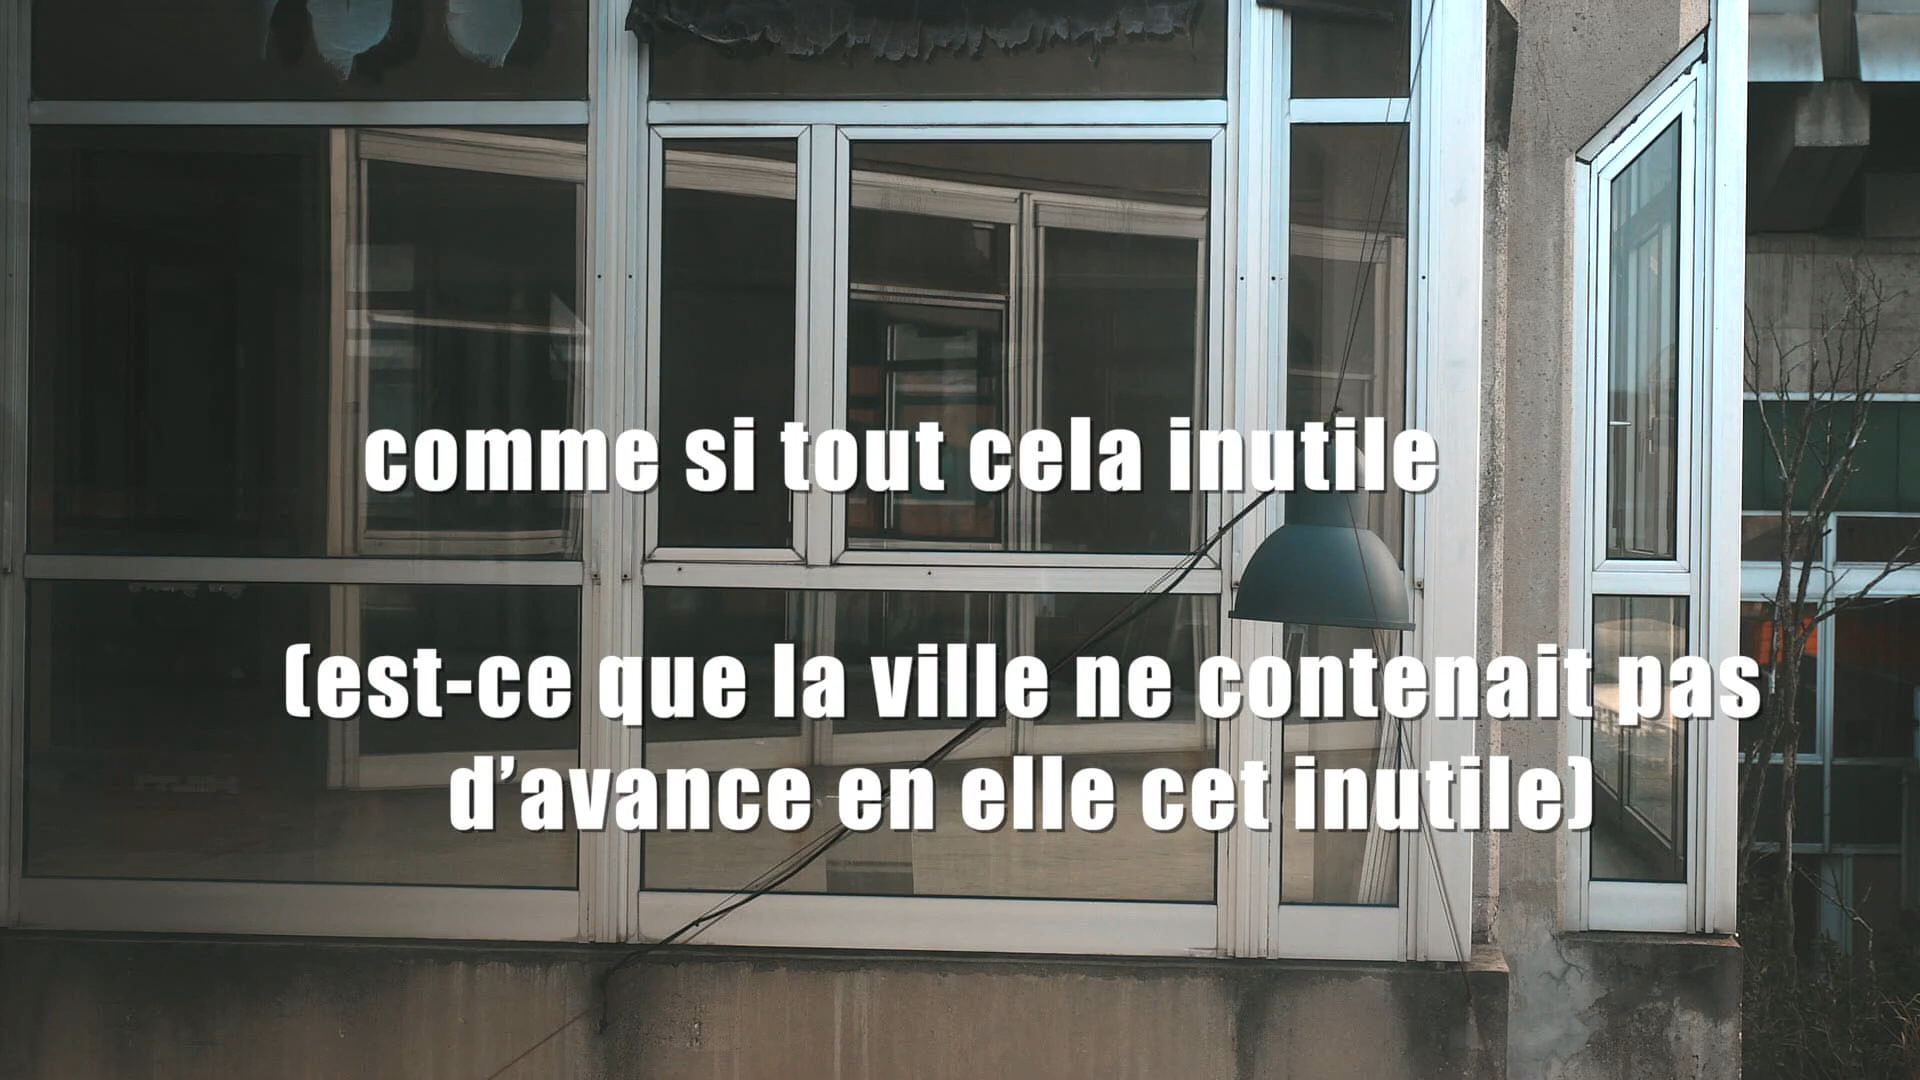 comme si tout cela inutile
(est-ce que la ville ne contenait pas
d’avance en elle cet inutile)